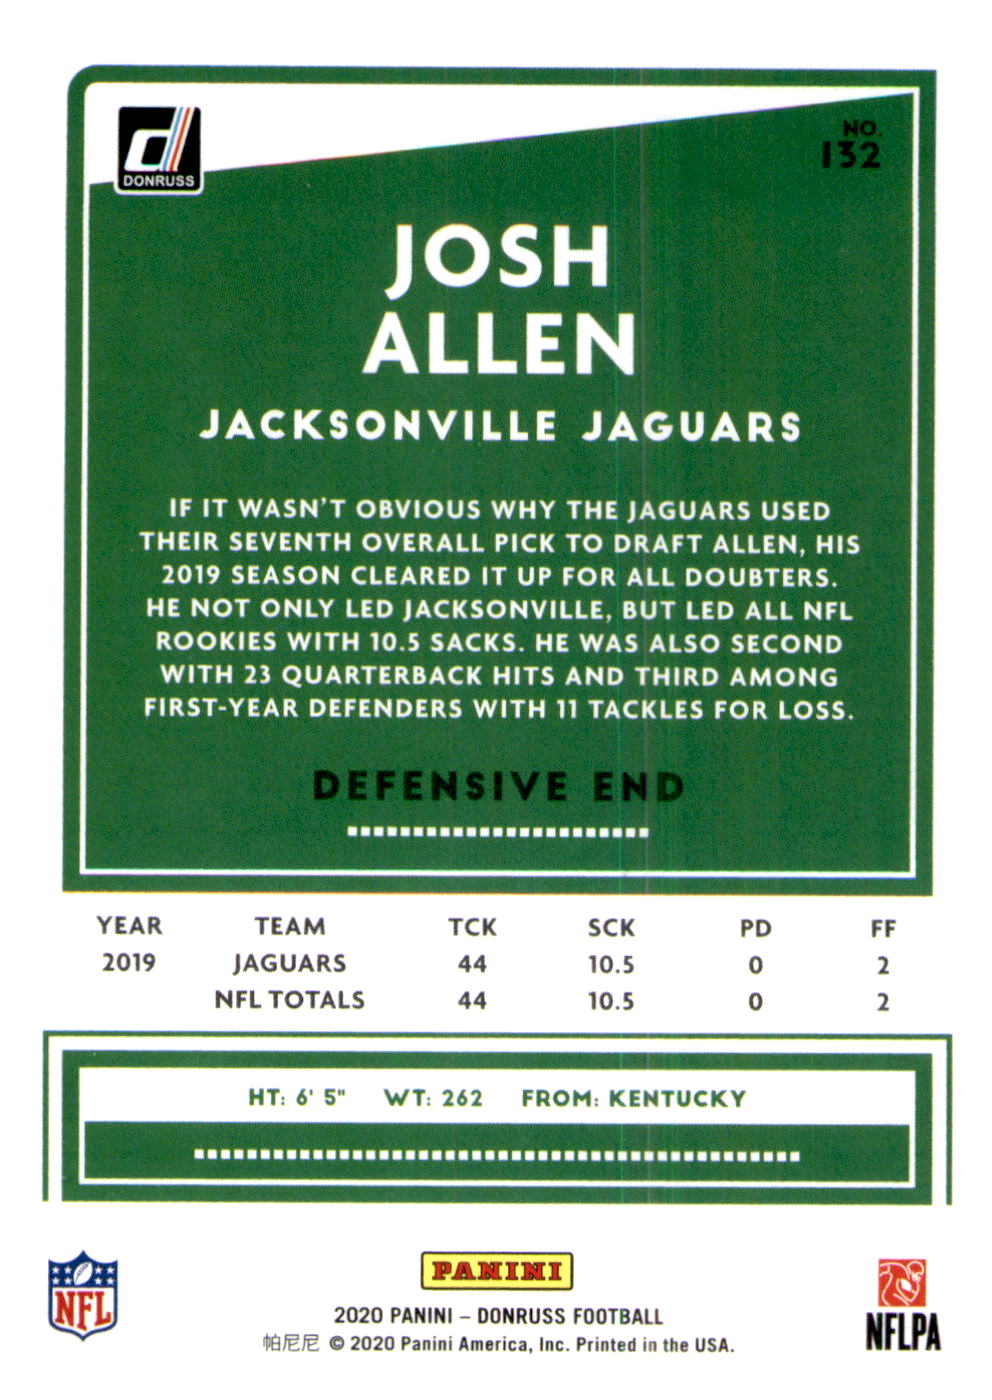 DONRUSS
NO.
132
JOSH
ALLEN
JACKSONVILLE JAGUARS
IF IT WASN'T OBVIOUS WHY THE JAGUARS USED
THEIR SEVENTH OVERALL PICK TO DRAFT ALLEN, HIS
2019 SEASON CLEARED IT UP FOR ALL DOUBTERS.
HE NOT ONLY LED JACKSONVILLE, BUT LED ALL NFL
ROOKIES WITH 10.5 SACKS. HE WAS ALSO SECOND
WITH 23 QUARTERBACK HITS AND THIRD AMONG
FIRST-YEAR DEFENDERS WITH 11 TACKLES FOR LOSS.
DEFENSIVE END
YEAR TEAM TCK SCK PD FF
2019 JAGUARS 44 10.5 0 2
NFL TOTALS 44 10.5 0 2
HT: 6' 5" WT: 262 FROM: KENTUCKY
NFL
PANINI
2020 PANINI – DONRUSS FOOTBALL
帕尼尼 © 2020 Panini America, Inc. Printed in the USA.
NFLPA